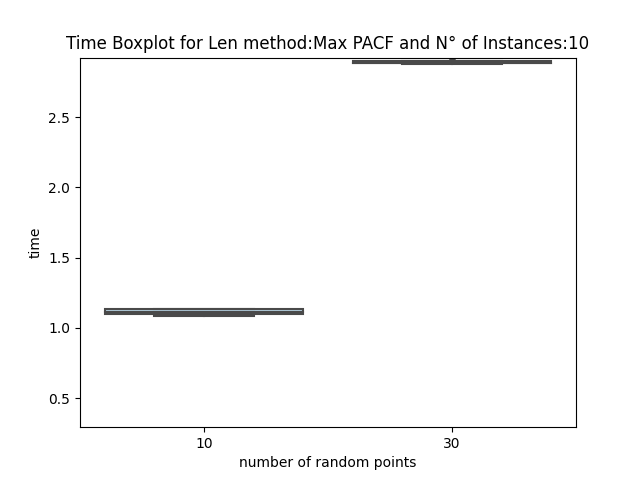 Time Boxplot for Len method:Max PACF and N° of Instances:10
2.5
2.0
1.5
1.0
0.5
time
10 30
number of random points